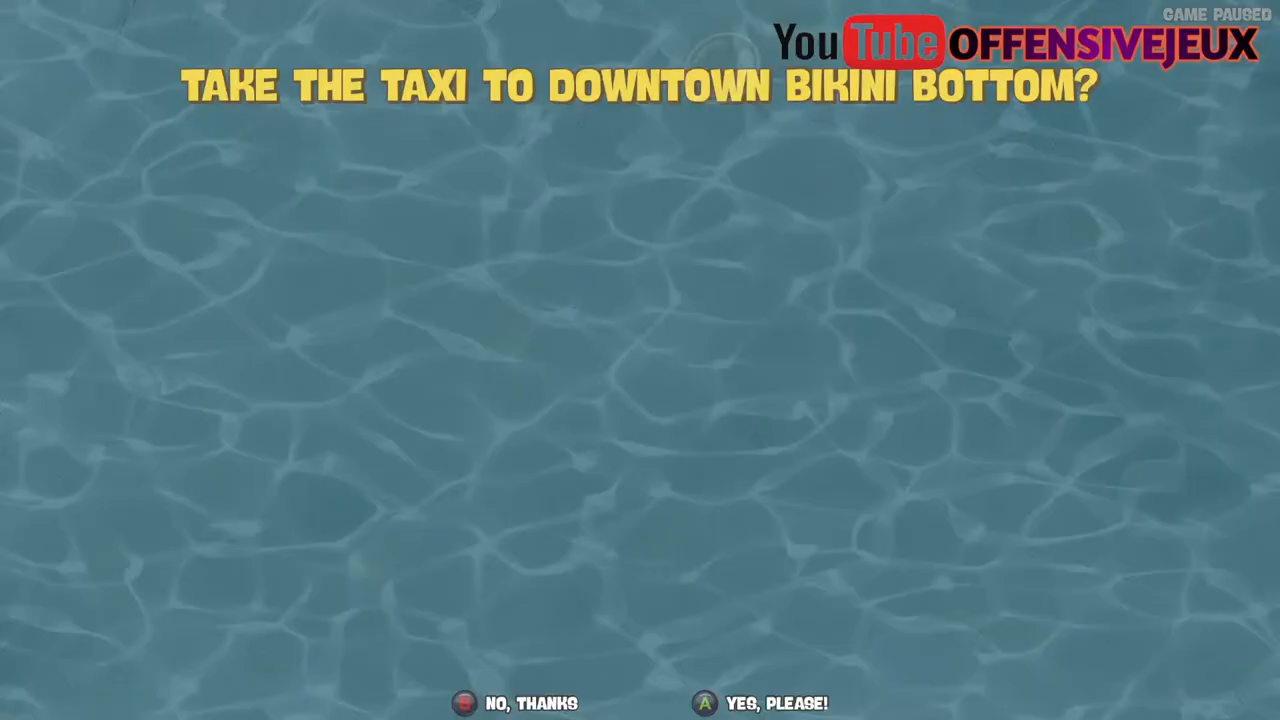 GAME PAUSED
YouTube OFFENSIVEJEUX
TAKE THE TAXI TO DOWNTOWN BIKINI BOTTOM?
B NO, THANKS A YES, PLEASE!